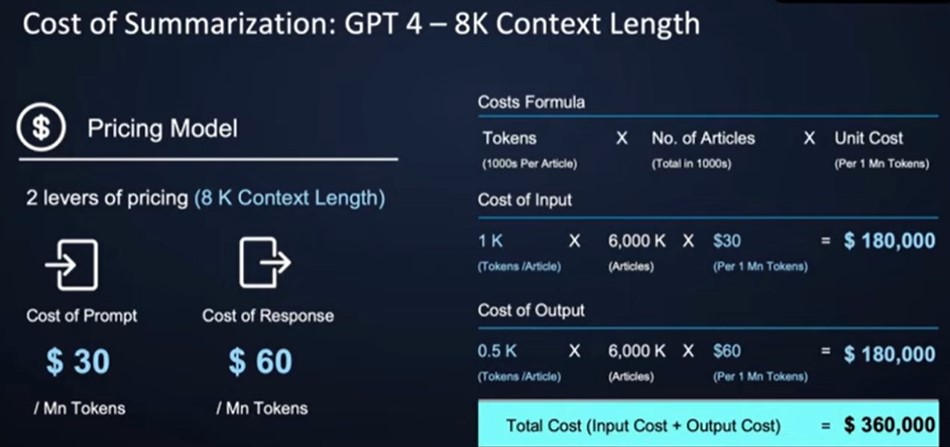 Cost of Summarization: GPT 4 – 8K Context Length
$ Pricing Model
2 levers of pricing (8 K Context Length)
Cost of Prompt Cost of Response
$ 30 $ 60
/ Mn Tokens / Mn Tokens
Costs Formula
Tokens X No. of Articles X Unit Cost
(1000s Per Article) (Total in 1000s) (Per 1 Mn Tokens)
Cost of Input
1 K X 6,000 K X $30 = $ 180,000
(Tokens /Article) (Articles) (Per 1 Mn Tokens)
Cost of Output
0.5 K X 6,000 K X $60 = $ 180,000
(Tokens /Article) (Articles) (Per 1 Mn Tokens)
Total Cost (Input Cost + Output Cost) = $ 360,000